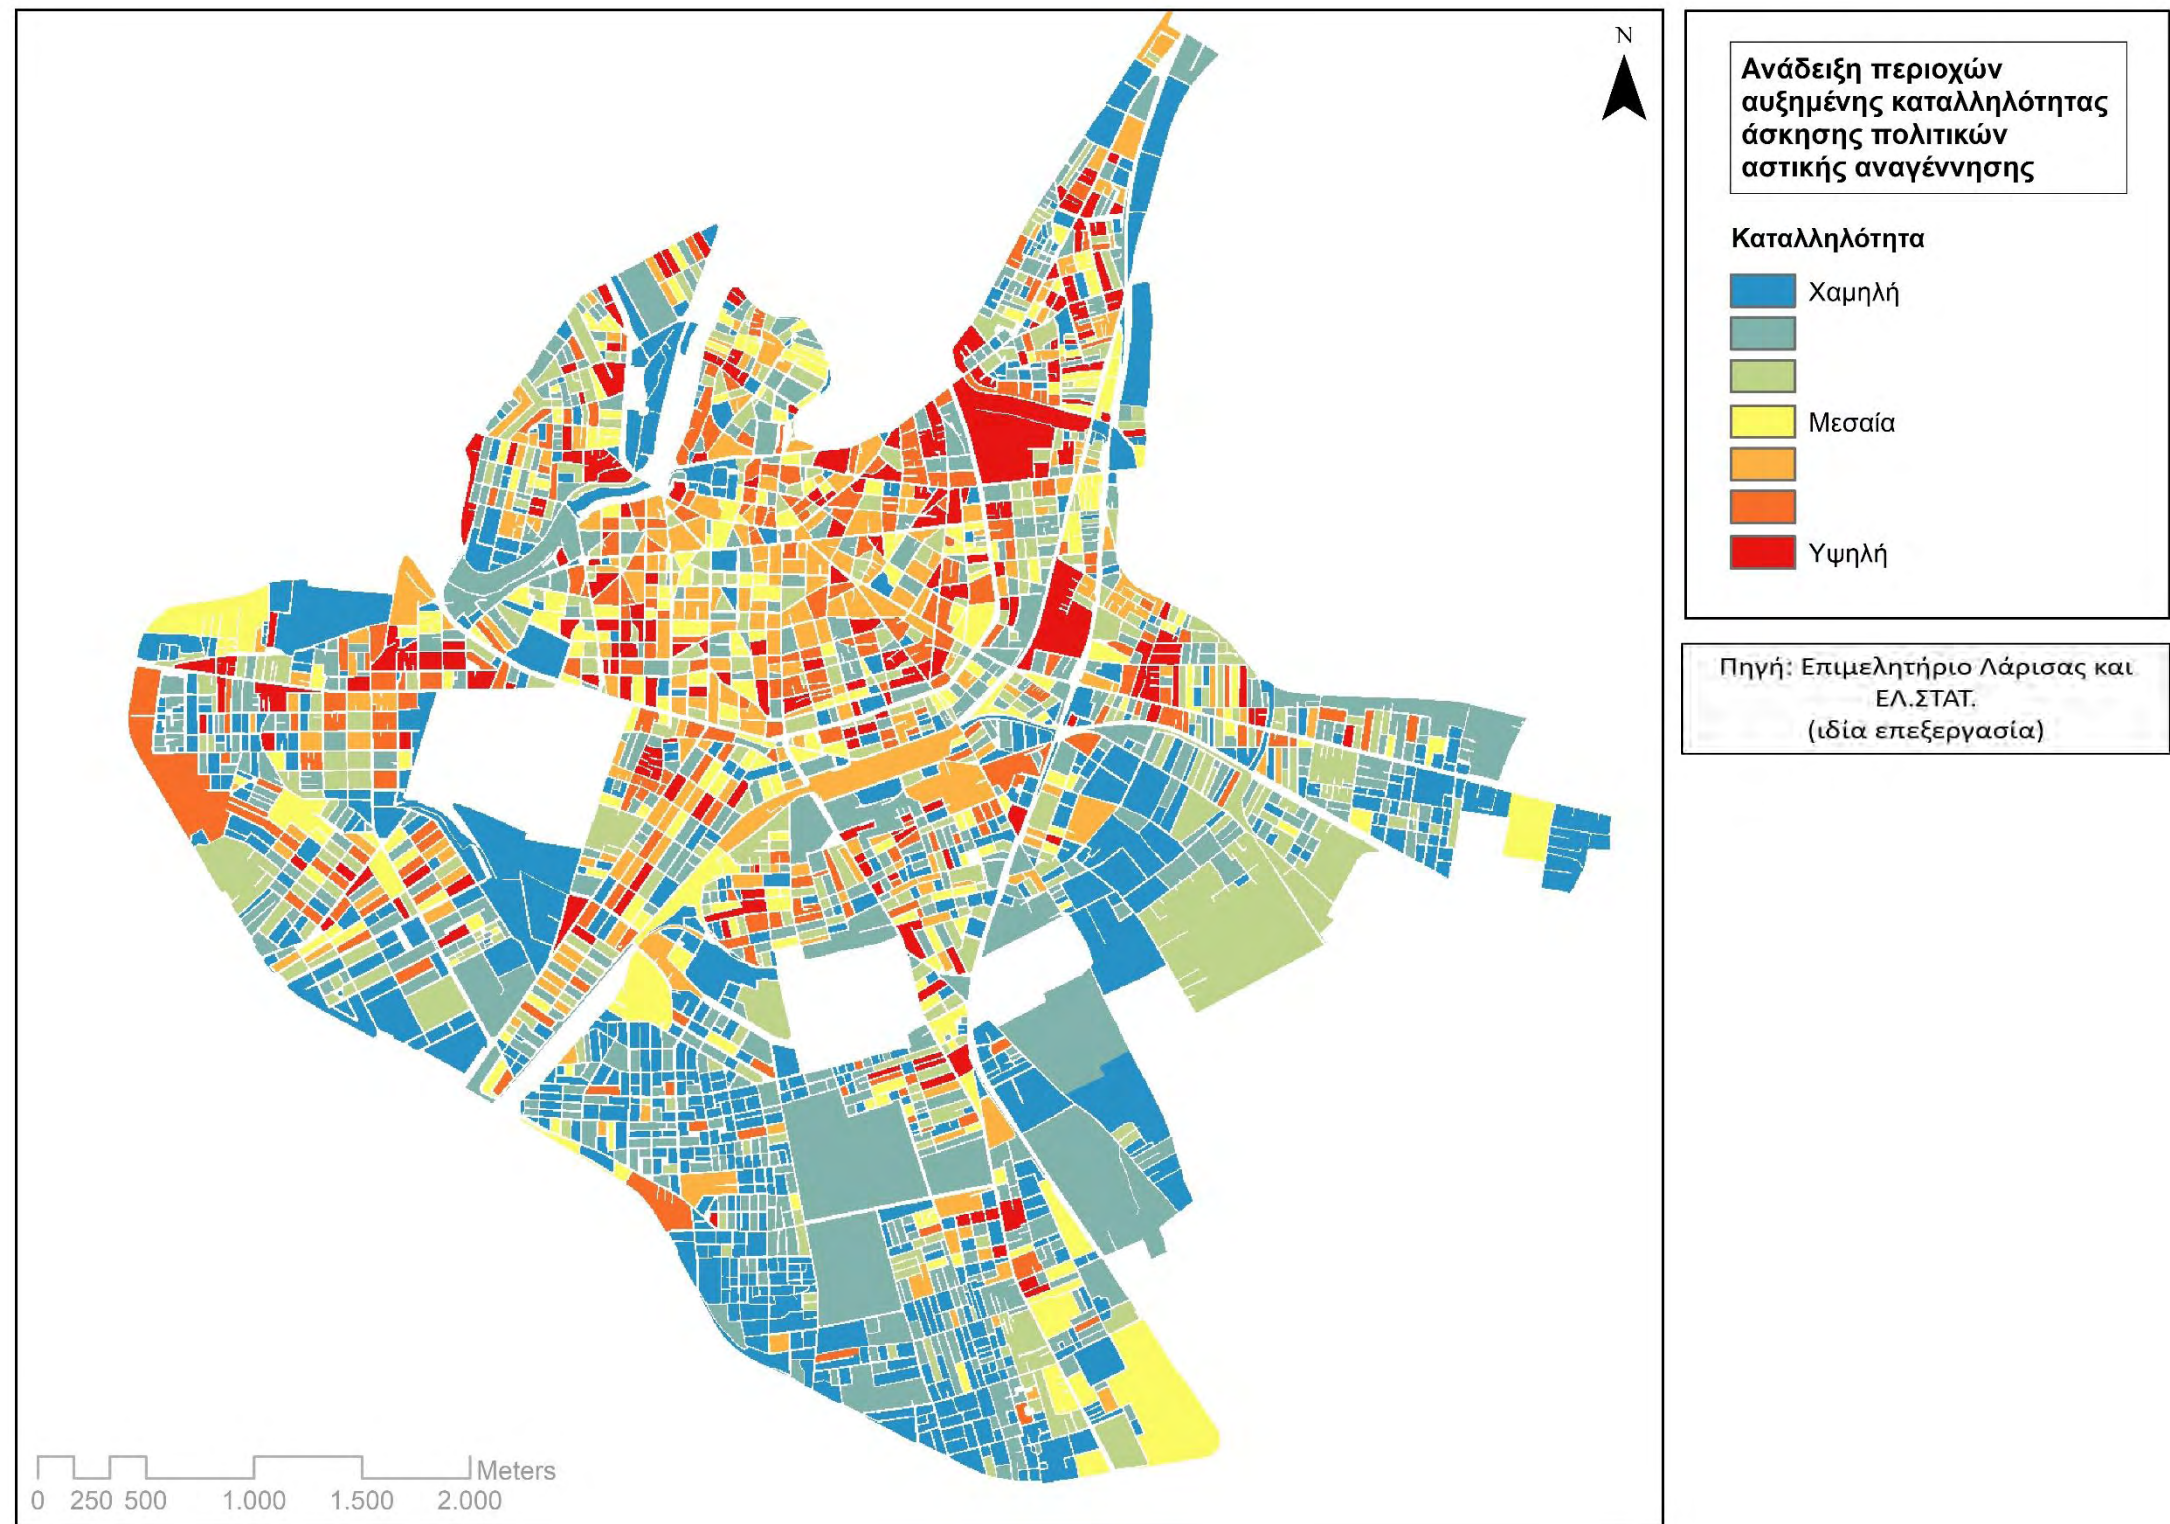 N
Ανάδειξη περιοχών
αυξημένης καταλληλότητας
άσκησης πολιτικών
αστικής αναγέννησης
Καταλληλότητα
Χαμηλή
Μεσαία
Υψηλή
Πηγή: Επιμελητήριο Λάρισας και
ΕΛ.ΣΤΑΤ.
(ιδία επεξεργασία)
Meters
0 250 500 1.000 1.500 2.000